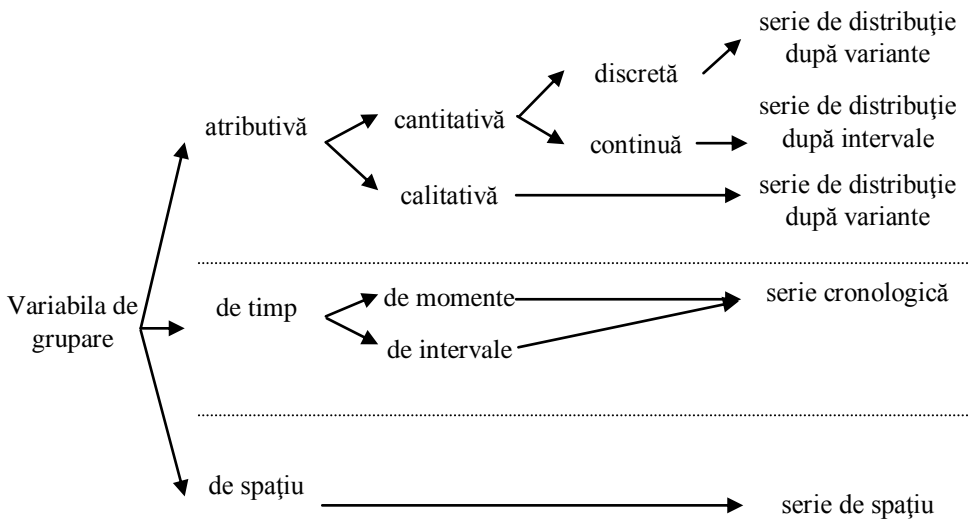 serie de distribuţie
după variante
discretă
serie de distribuţie
după intervale
atributivă
cantitativă
continuă
serie de distribuţie
după variante
calitativă
Variabila de
grupare
de timp
de momente
serie cronologică
de intervale
de spaţiu
serie de spaţiu